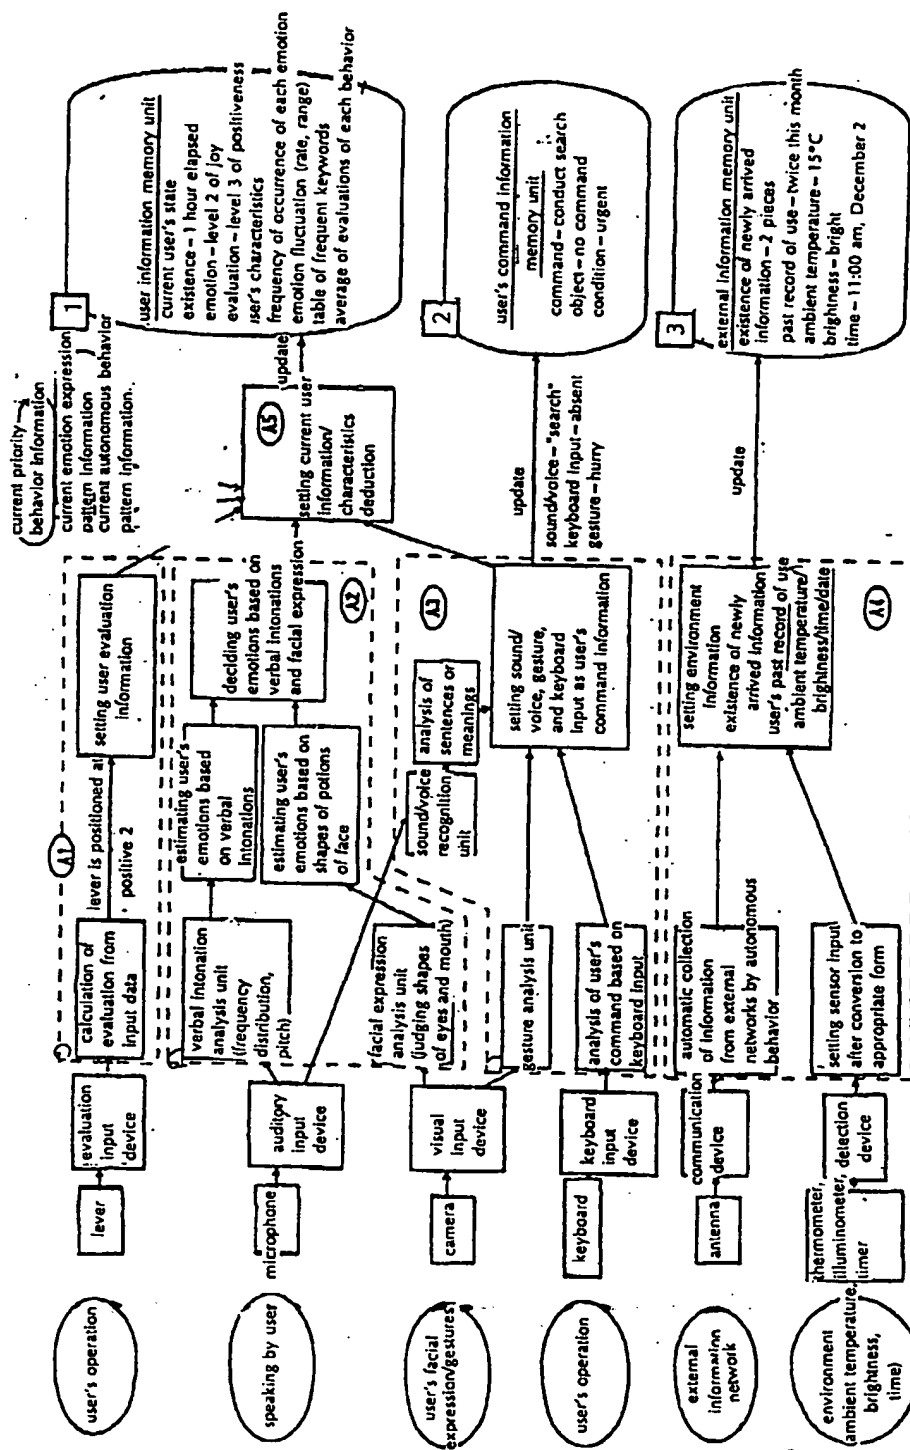 user's operation
lever
evaluation
input
device
calculation of
evaluation from
input data
lever is positioned at
positive 2
A1
setting user evaluation
information
current priority
behavior information
current emotion expression
pattern information
current autonomous behavior
pattern information.
1
user information memory unit
current user's state
existence – 1 hour elapsed
emotion – level 2 of joy
evaluation – level 3 of positiveness
user's characteristics
frequency of occurrence of each emotion
emotion fluctuation (rate, range)
table of frequent keywords
average of evaluations of each behavior
speaking by user
microphone
auditory
input
device
verbal intonation
analysis unit
(frequency
distribution,
pitch)
estimating user's
emotions based
on verbal
intonations
deciding user's
emotions based on
verbal intonations
and facial expression
A2
estimating user's
emotions based on
shapes of potions
of face
A5
setting current user
information/
characteristics
deduction
update
user's facial
expression/gestures
camera
visual
input
device
facial expression
analysis unit
(judging shapes
of eyes and mouth)
gesture analysis unit
sound/voice
recognition
unit
analysis of
sentences or
meanings
A3
setting sound/
voice, gesture,
and keyboard
input as user's
command information
update
sound/voice – "search"
keyboard input – absent
gesture – hurry
2
user's command information
memory unit
command – conduct search
object – no command
condition – urgent
user's operation
keyboard
keyboard
input
device
analysis of user's
command based on
keyboard input
external
information
network
antenna
communication
device
automatic collection
of information
from external
networks by autonomous
behavior
setting environment
information
existence of newly
arrived information
user's past record of use
ambient temperature/
brightness/time/date
A4
update
3
external information memory unit
existence of newly arrived
information – 2 pieces
past record of use – twice this month
ambient temperature – 15°C
brightness – bright
time – 11:00 am, December 2
environment
ambient temperature,
brightness,
time)
thermometer,
illuminometer,
timer
detection
device
setting sensor input
after conversion to
appropriate form